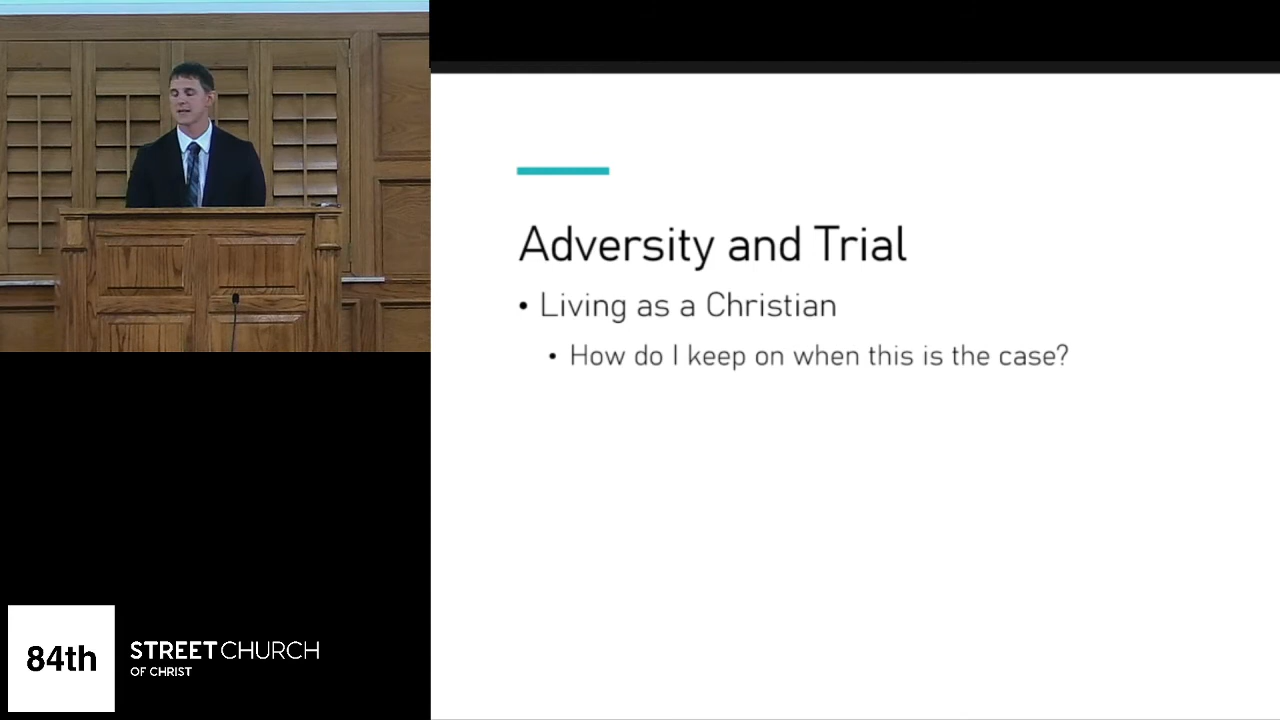 Adversity and Trial
• Living as a Christian
• How do I keep on when this is the case?
84th
STREET CHURCH
OF CHRIST